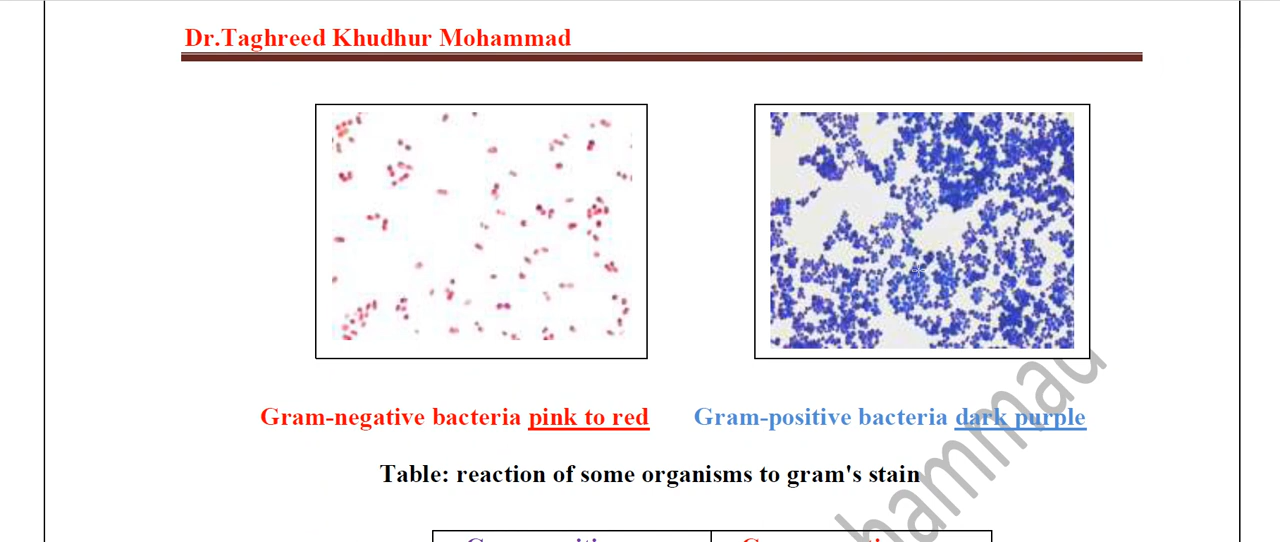 Dr.Taghreed Khudhur Mohammad
Gram-negative bacteria pink to red
Gram-positive bacteria dark purple
Table: reaction of some organisms to gram's stain